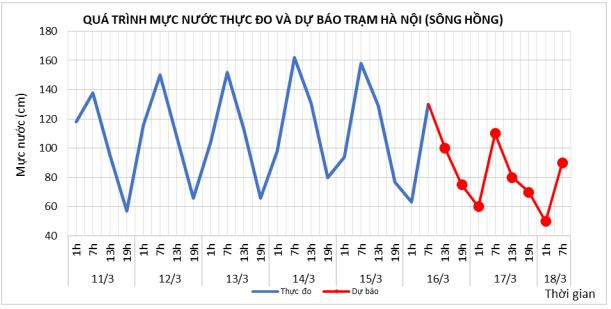 QUÁ TRÌNH MỰC NƯỚC THỰC ĐO VÀ DỰ BÁO TRẠM HÀ NỘI (SÔNG HỒNG)
Mực nước (cm)
180
160
140
120
100
80
60
40
1h 7h 13h 19h 1h 7h 13h 19h 1h 7h 13h 19h 1h 7h 13h 19h 1h 7h 13h 19h 1h 7h 13h 19h 1h 7h 13h 19h 1h 7h
11/3 12/3 13/3 14/3 15/3 16/3 17/3 18/3
Thực đo Dự báo Thời gian